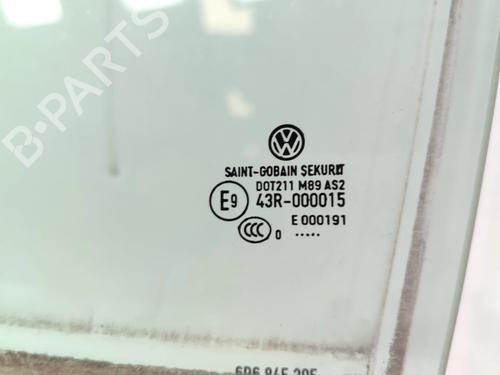 B-PARTS
SAINT-GOBAIN SEKURIT
DOT211 M89 AS2
E9 43R-000015
E 000191
CCC 0 .....